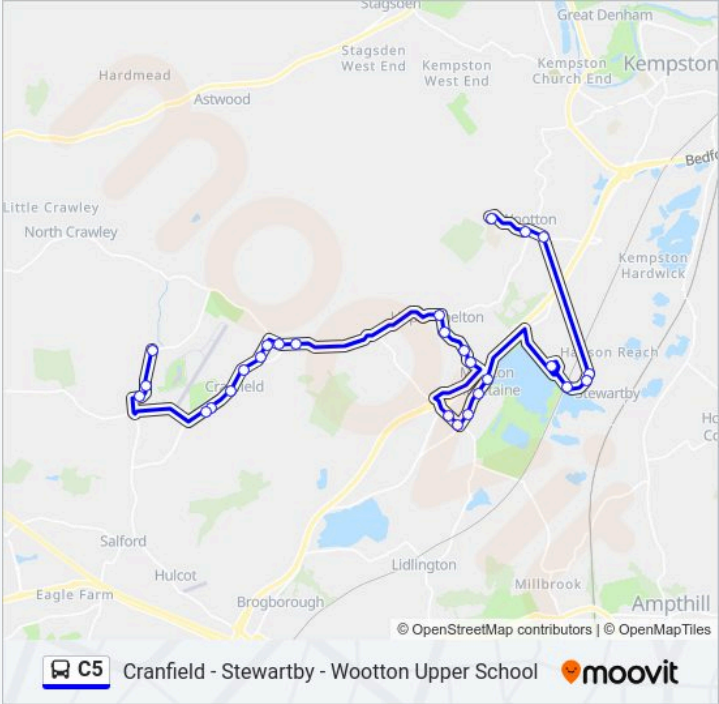 Stagsden
Great Denham
Stagsden
West End
Kempston
West End
Kempston
Church End
Kempston
Hardmead
Astwood
Bedfo
Little Crawley
North Crawley
Wootton
Kempston
Hardwick
moovit
Cranfield
Stewartby
Salford
Hulcot
Lidlington
Millbrook
Eagle Farm
Brogborough
Ampthill
© OpenStreetMap contributors | © OpenMapTiles
C5 Cranfield - Stewartby - Wootton Upper School moovit